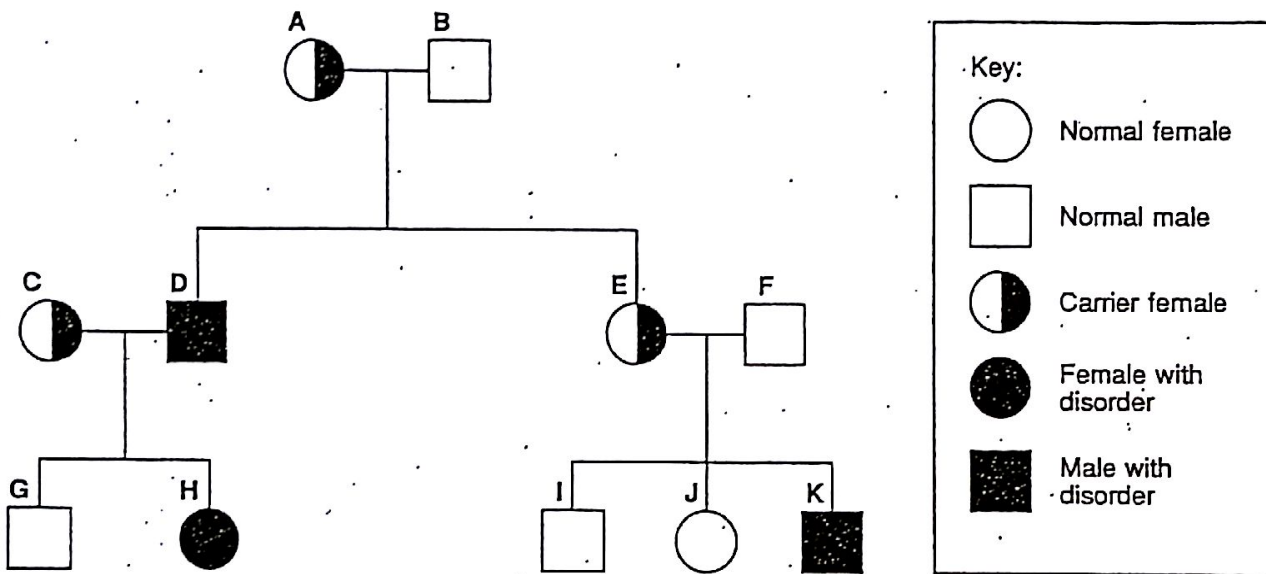 A B
C D E F
G H I J K
Key:
Normal female
Normal male
Carrier female
Female with
disorder
Male with
disorder